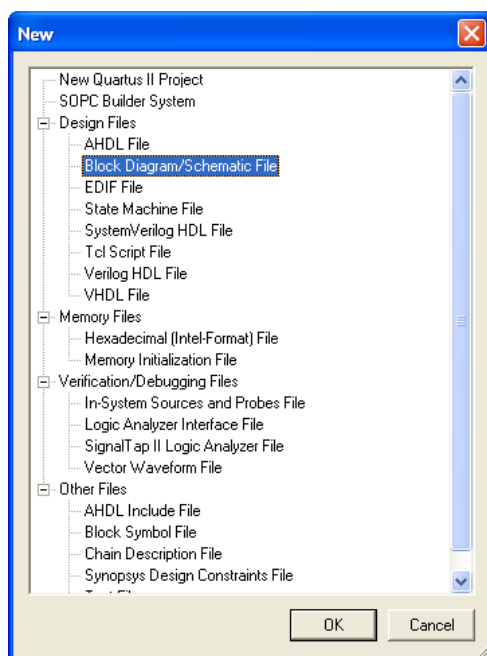 New
New Quartus II Project
SOPC Builder System
Design Files
AHDL File
Block Diagram/Schematic File
EDIF File
State Machine File
SystemVerilog HDL File
Tcl Script File
Verilog HDL File
VHDL File
Memory Files
Hexadecimal (Intel-Format) File
Memory Initialization File
Verification/Debugging Files
In-System Sources and Probes File
Logic Analyzer Interface File
SignalTap II Logic Analyzer File
Vector Waveform File
Other Files
AHDL Include File
Block Symbol File
Chain Description File
Synopsys Design Constraints File
Text File
OK Cancel